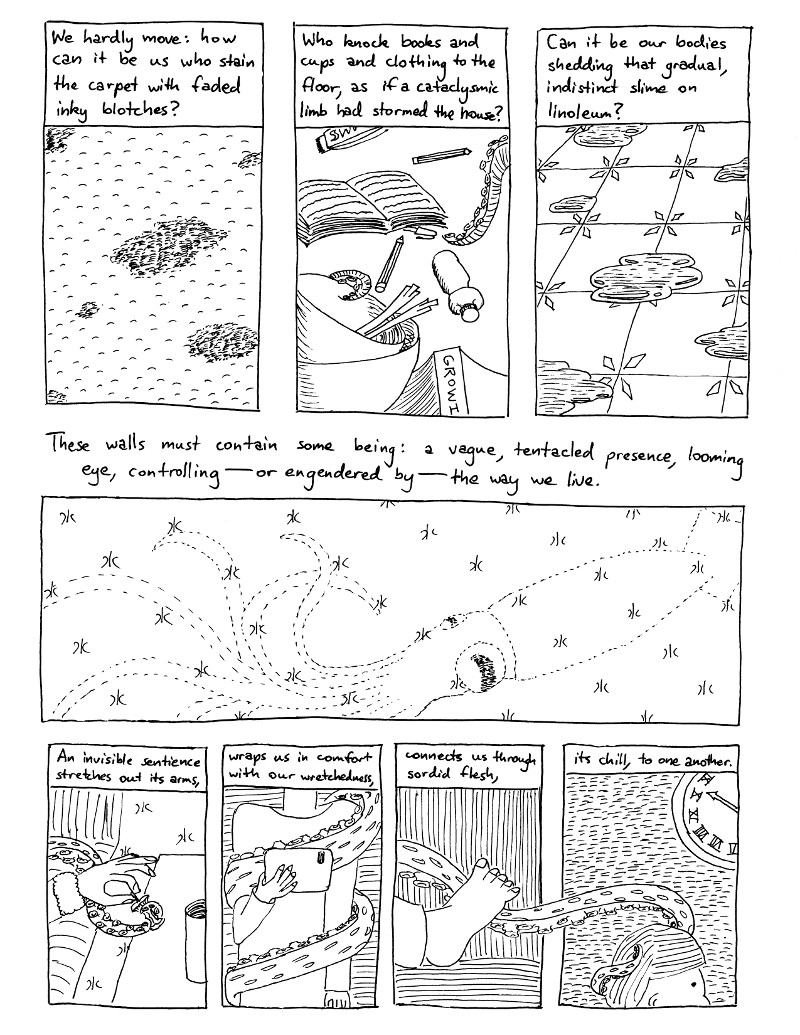 We hardly move: how
can it be us who stain
the carpet with faded
inky blotches?
Who knock books and
cups and clothing to the
floor, as if a cataclysmic
limb had stormed the house?
GROWI
Can it be our bodies
shedding that gradual,
indistinct slime on
linoleum?
These walls must contain some being: a vague, tentacled presence, looming
eye, controlling—or engendered by—the way we live.
An invisible sentience
stretches out its arms,
wraps us in comfort
with our wretchedness,
connects us through
sordid flesh,
its chill, to one another.